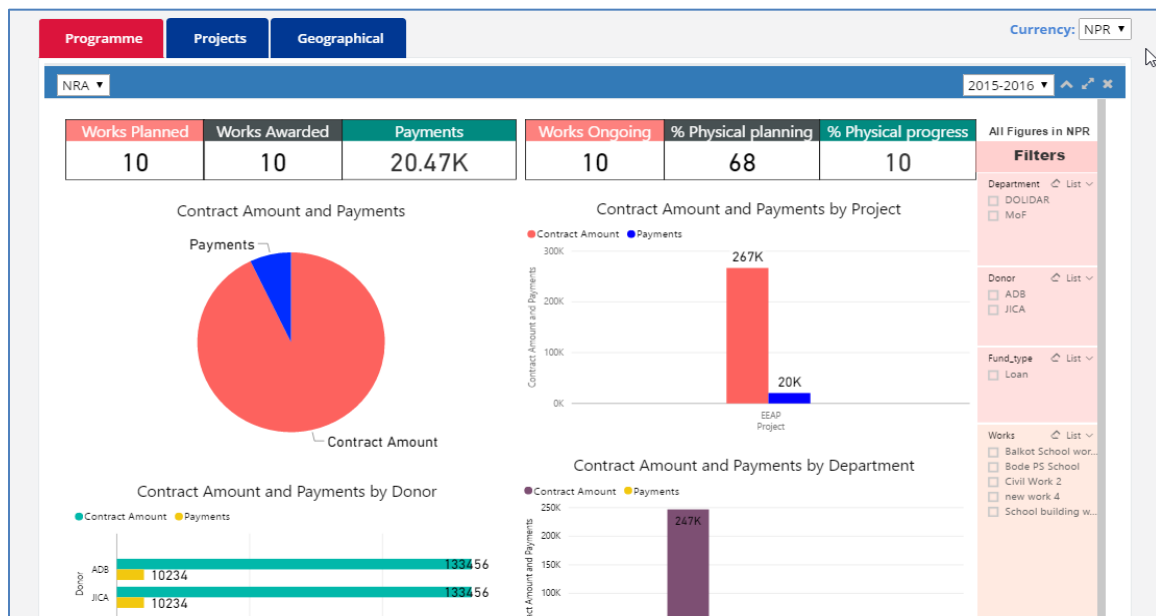 Programme Projects Geographical Currency: NPR
NRA 2015-2016
Works Planned Works Awarded Payments Works Ongoing % Physical planning % Physical progress
10 10 20.47K 10 68 10
All Figures in NPR
Filters
Department List
DOLIDAR
MoF
Donor List
ADB
JICA
Fund_type List
Loan
Works List
Balkot School wor...
Bode PS School
Civil Work 2
new work 4
School building w...
Contract Amount and Payments
Payments
Contract Amount
Contract Amount and Payments by Project
Contract Amount Payments
Contract Amount and Payments
300K
200K
100K
0K
267K
20K
EEAP
Project
Contract Amount and Payments by Donor
Contract Amount Payments
Donor
ADB
133456
10234
JICA
133456
10234
Contract Amount and Payments by Department
Contract Amount Payments
ct Amount and Payments
250K
200K
150K
100K
247K